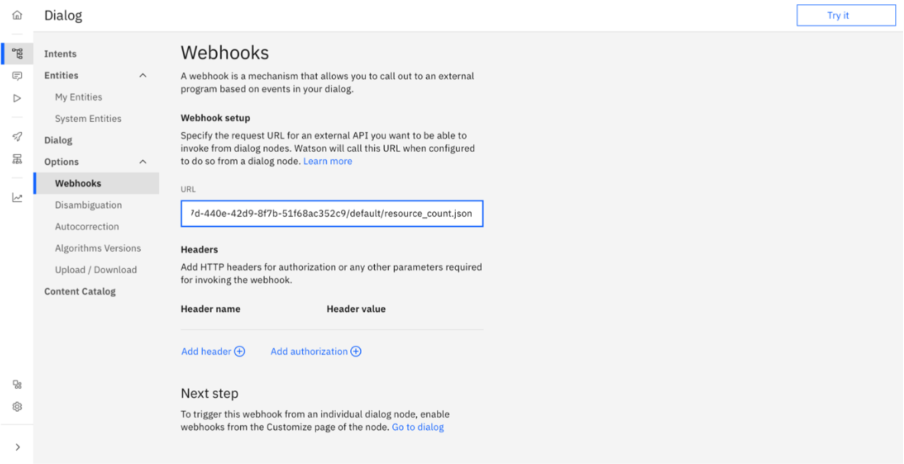 Dialog
Try it
Intents
Entities
My Entities
System Entities
Dialog
Options
Webhooks
Disambiguation
Autocorrection
Algorithms Versions
Upload / Download
Content Catalog
Webhooks
A webhook is a mechanism that allows you to call out to an external
program based on events in your dialog.
Webhook setup
Specify the request URL for an external API you want to be able to
invoke from dialog nodes. Watson will call this URL when configured
to do so from a dialog node. Learn more
URL
7d-440e-42d9-8f7b-51f68ac352c9/default/resource_count.json
Headers
Add HTTP headers for authorization or any other parameters required
for invoking the webhook.
Header name Header value
Add header Add authorization
Next step
To trigger this webhook from an individual dialog node, enable
webhooks from the Customize page of the node. Go to dialog